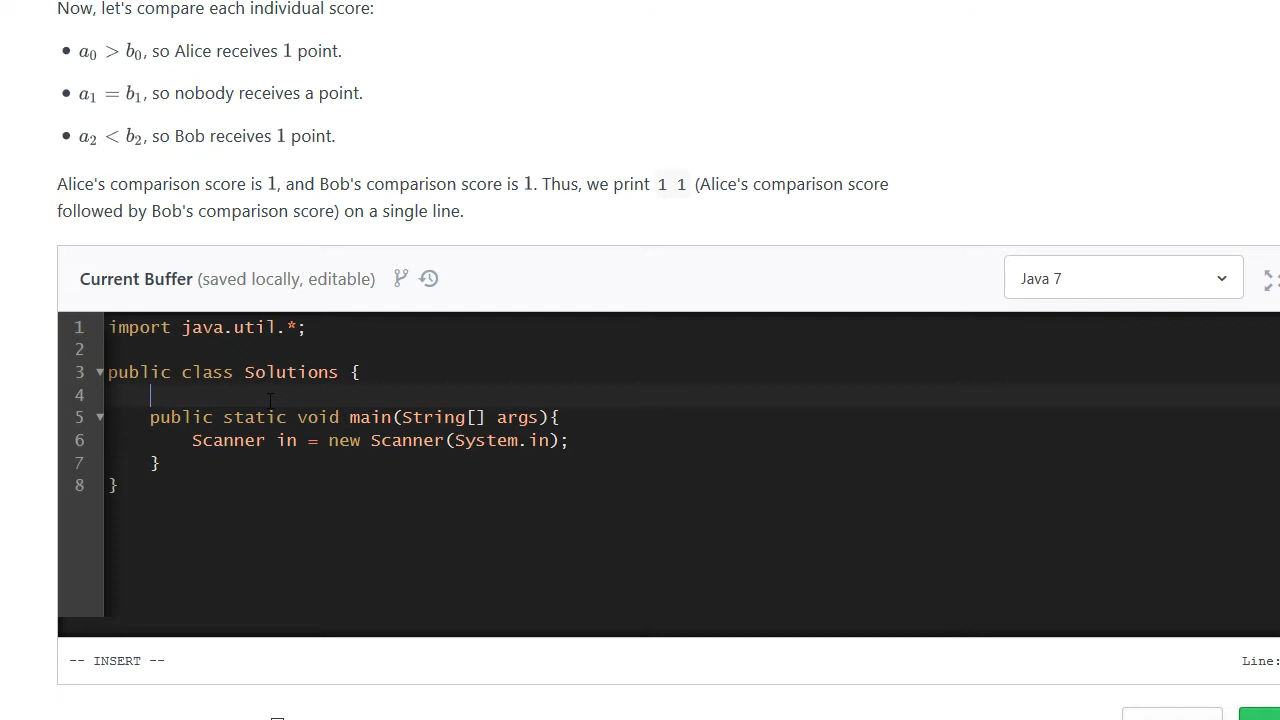 Now, let's compare each individual score:
• a₀ > b₀, so Alice receives 1 point.
• a₁ = b₁, so nobody receives a point.
• a₂ < b₂, so Bob receives 1 point.
Alice's comparison score is 1, and Bob's comparison score is 1. Thus, we print 1 1 (Alice's comparison score
followed by Bob's comparison score) on a single line.
Current Buffer (saved locally, editable)
Java 7
1 import java.util.*;
2
3 public class Solutions {
4
5 public static void main(String[] args){
6 Scanner in = new Scanner(System.in);
7 }
8 }
-- INSERT --
Line: